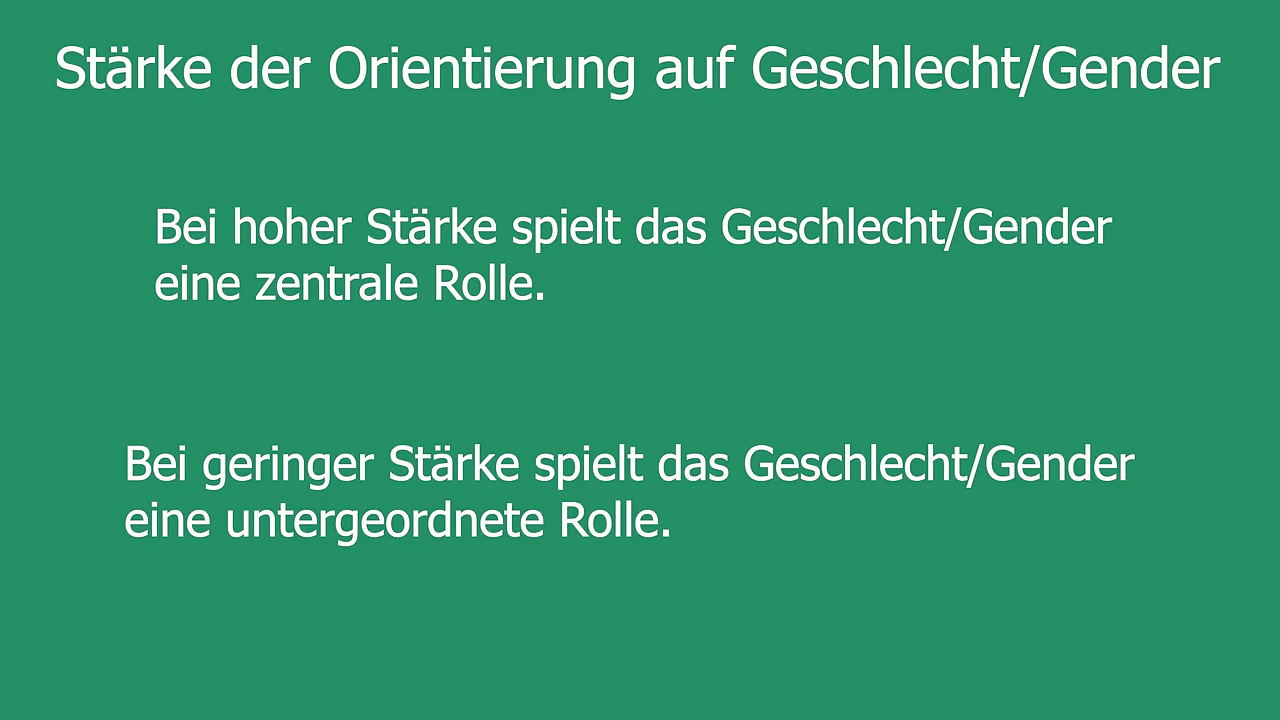 Stärke der Orientierung auf Geschlecht/Gender
Bei hoher Stärke spielt das Geschlecht/Gender
eine zentrale Rolle.
Bei geringer Stärke spielt das Geschlecht/Gender
eine untergeordnete Rolle.